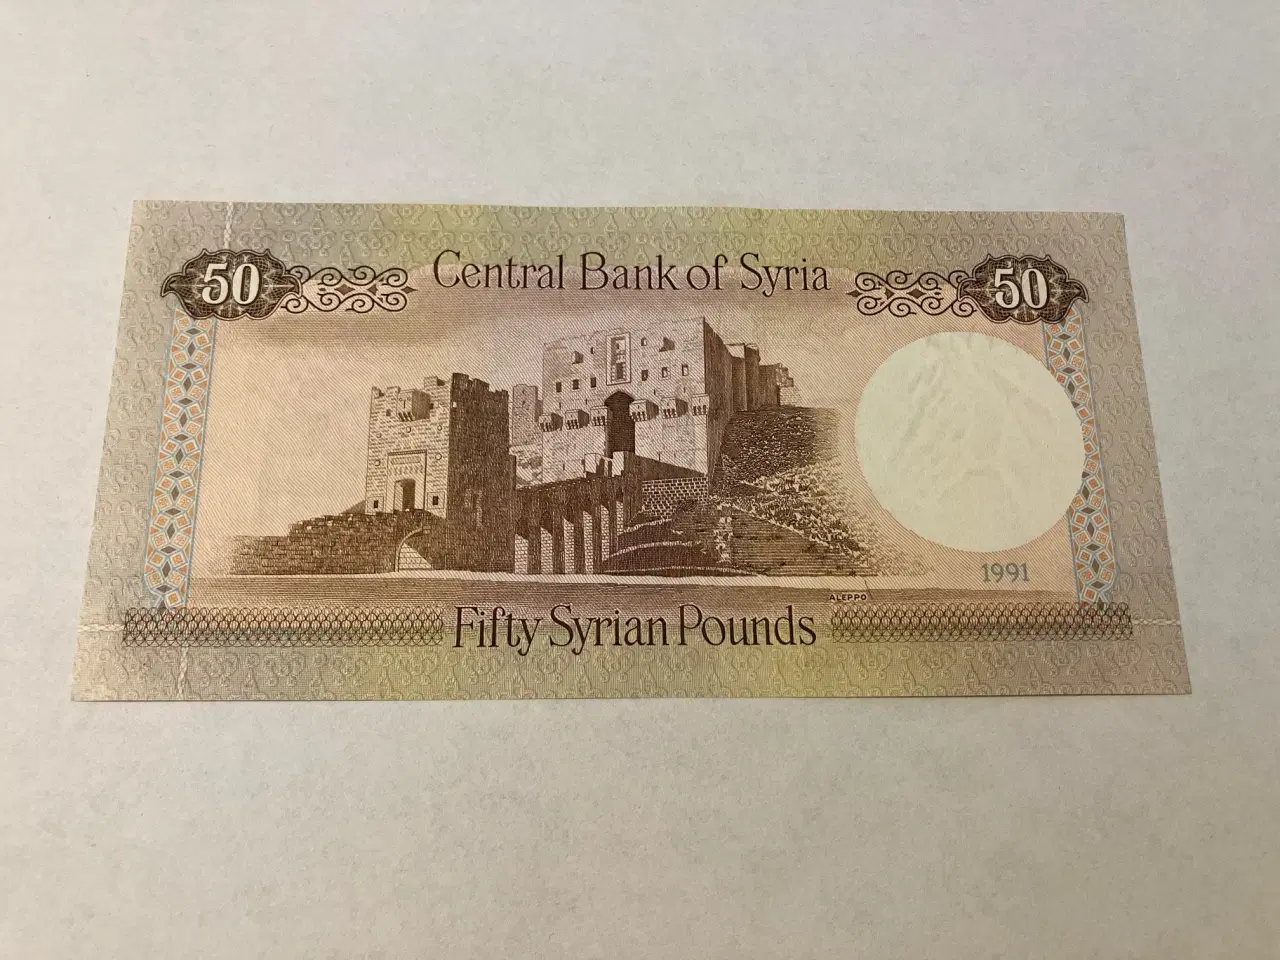 50 Central Bank of Syria 50
1991
ALEPPO
Fifty Syrian Pounds